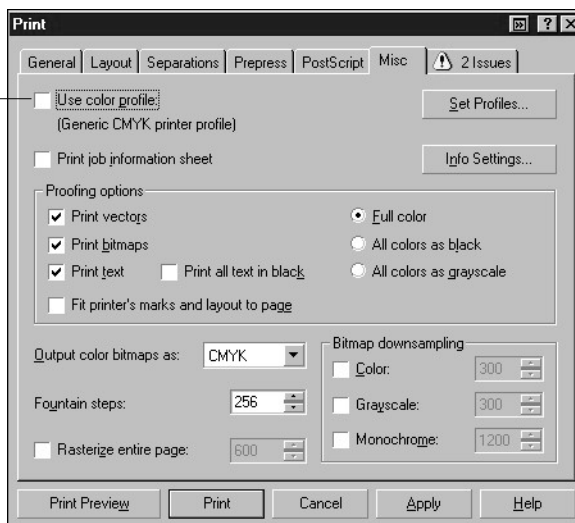 Print
General Layout Separations Prepress PostScript Misc 2 Issues
Use color profile: Set Profiles...
(Generic CMYK printer profile)
Print job information sheet Info Settings...
Proofing options
Print vectors Full color
Print bitmaps All colors as black
Print text Print all text in black All colors as grayscale
Fit printer's marks and layout to page
Output color bitmaps as: CMYK Bitmap downsampling
Color: 300
Fountain steps: 256 Grayscale: 300
Rasterize entire page: 600 Monochrome: 1200
Print Preview Print Cancel Apply Help